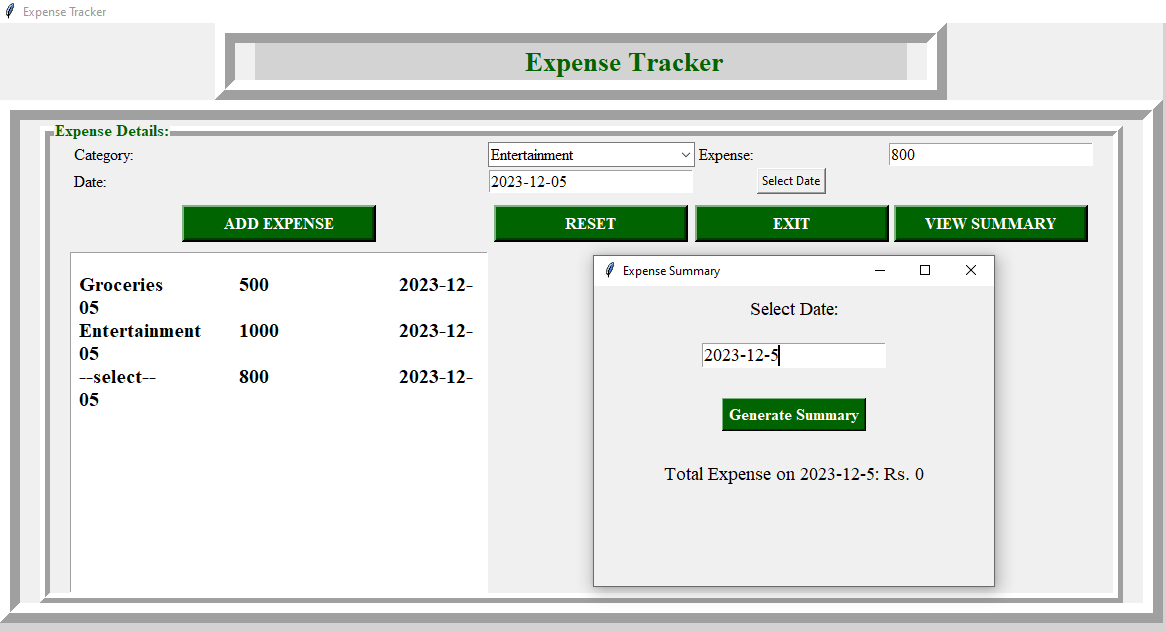 Expense Tracker
Expense Tracker
Expense Details:
Category: Entertainment Expense: 800
Date: 2023-12-05 Select Date
ADD EXPENSE RESET EXIT VIEW SUMMARY
Groceries 500 2023-12-
05
Entertainment 1000 2023-12-
05
--select-- 800 2023-12-
05
Expense Summary
Select Date:
2023-12-5
Generate Summary
Total Expense on 2023-12-5: Rs. 0